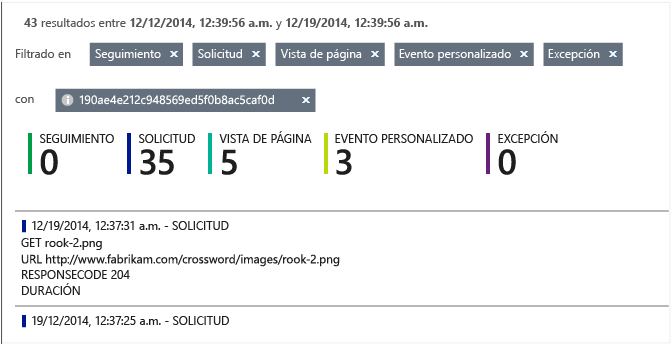 43 resultados entre 12/12/2014, 12:39:56 a.m. y 12/19/2014, 12:39:56 a.m.
Filtrado en Seguimiento × Solicitud × Vista de página × Evento personalizado × Excepción ×
con 190ae4e212c948569ed5f0b8ac5caf0d ×
SEGUIMIENTO SOLICITUD VISTA DE PÁGINA EVENTO PERSONALIZADO EXCEPCIÓN
0 35 5 3 0
12/19/2014, 12:37:31 a.m. - SOLICITUD
GET rook-2.png
URL http://www.fabrikam.com/crossword/images/rook-2.png
RESPONSECODE 204
DURACIÓN
19/12/2014, 12:37:25 a.m. - SOLICITUD